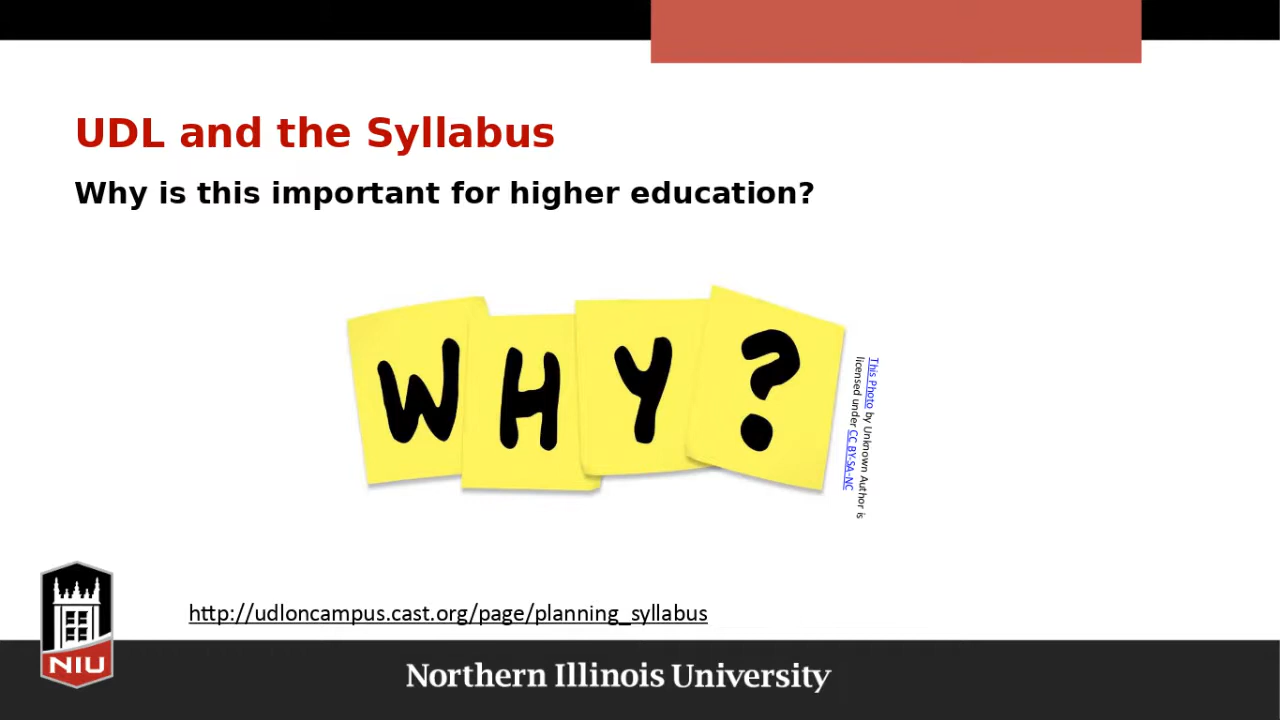 UDL and the Syllabus
Why is this important for higher education?
WHY?
This Photo by Unknown Author is
licensed under CC BY-SA-NC
http://udloncampus.cast.org/page/planning_syllabus
NIU
Northern Illinois University